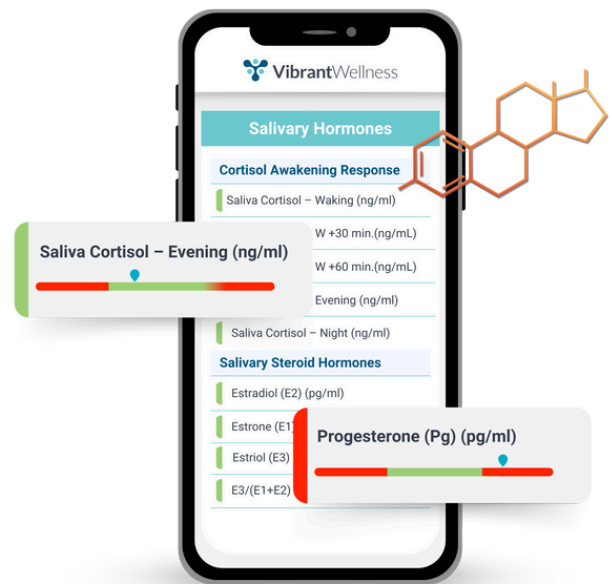 VibrantWellness
Salivary Hormones
Cortisol Awakening Response
Saliva Cortisol – Waking (ng/ml)
W +30 min.(ng/mL)
Saliva Cortisol – Evening (ng/ml)
W +60 min.(ng/mL)
Evening (ng/ml)
Saliva Cortisol – Night (ng/ml)
Salivary Steroid Hormones
Estradiol (E2) (pg/ml)
Estrone (E1)
Progesterone (Pg) (pg/ml)
Estriol (E3)
E3/(E1+E2)